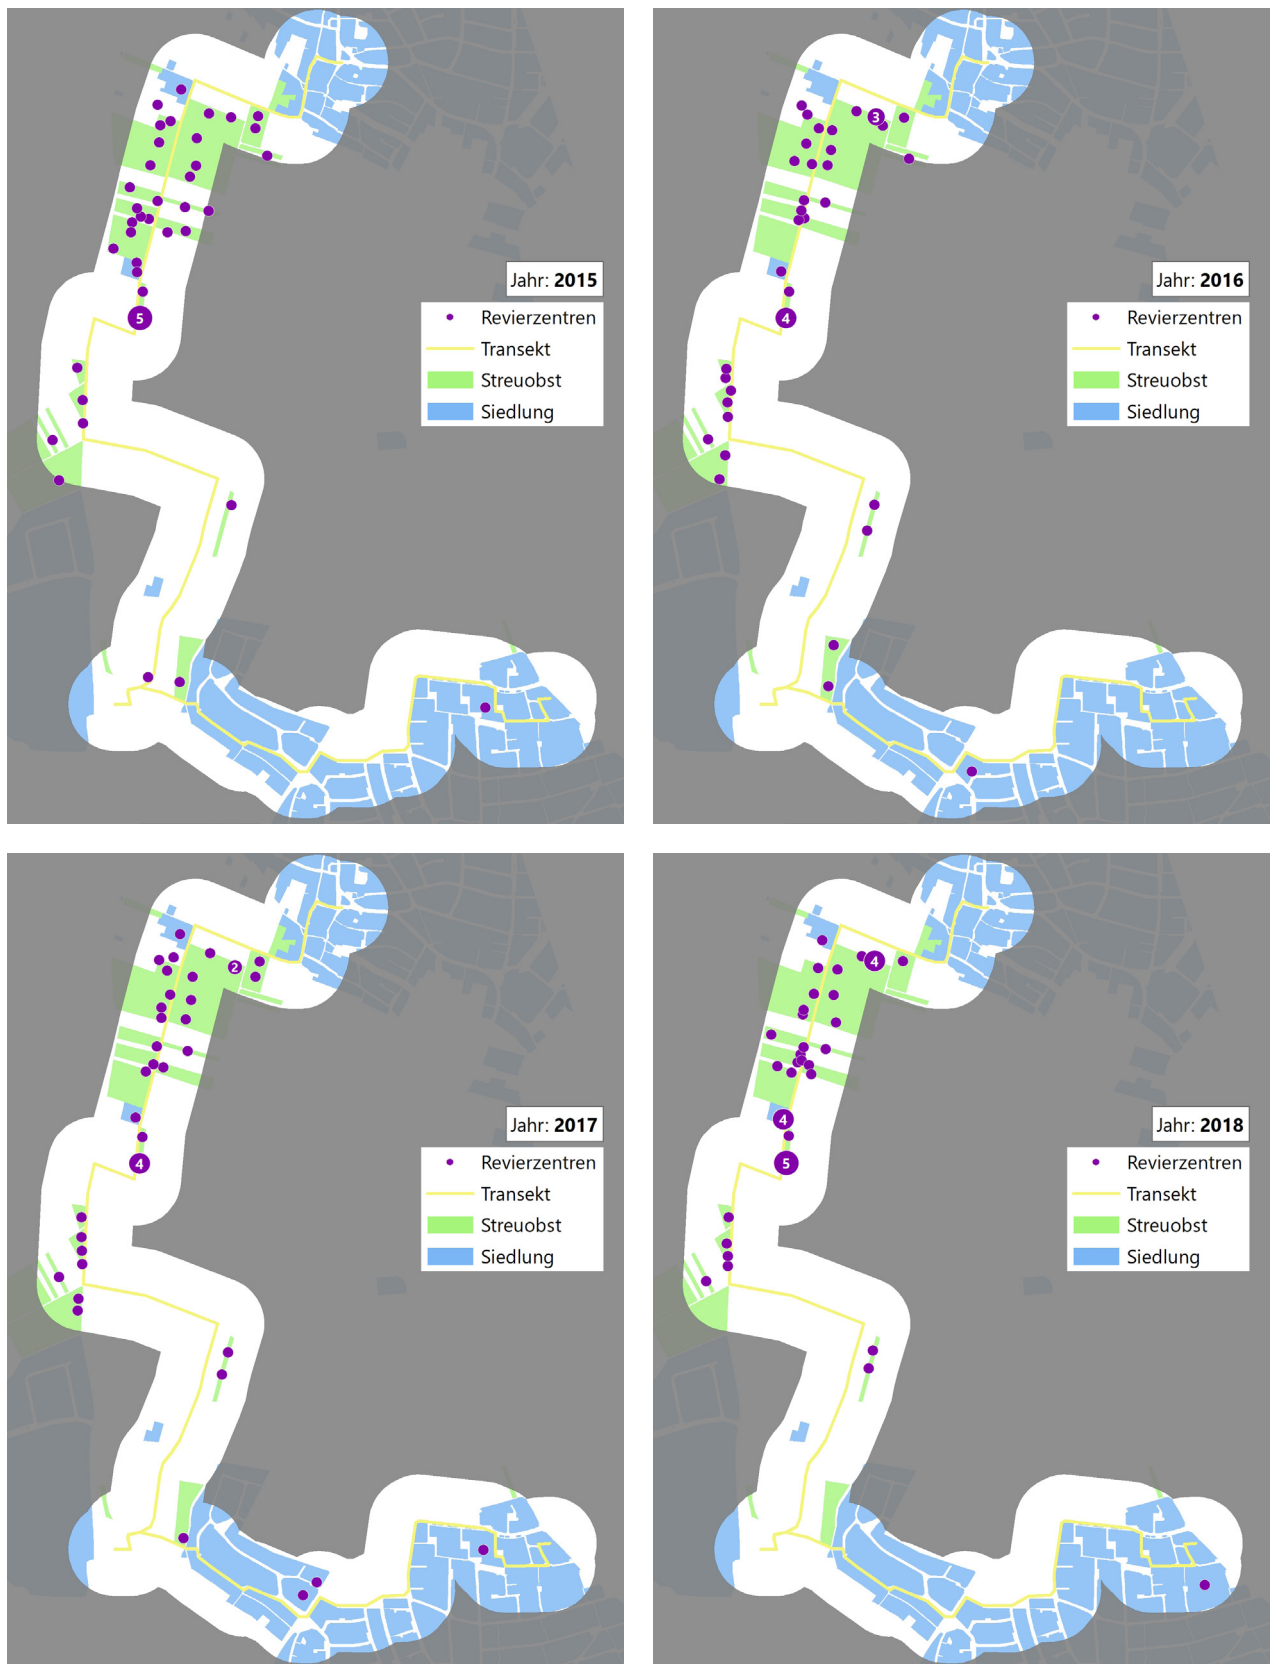 Jahr: 2015
Revierzentren
Transekt
Streuobst
Siedlung
5
3
Jahr: 2016
Revierzentren
Transekt
Streuobst
Siedlung
4
2
Jahr: 2017
Revierzentren
Transekt
Streuobst
Siedlung
4
4
Jahr: 2018
4
Revierzentren
Transekt
Streuobst
Siedlung
5